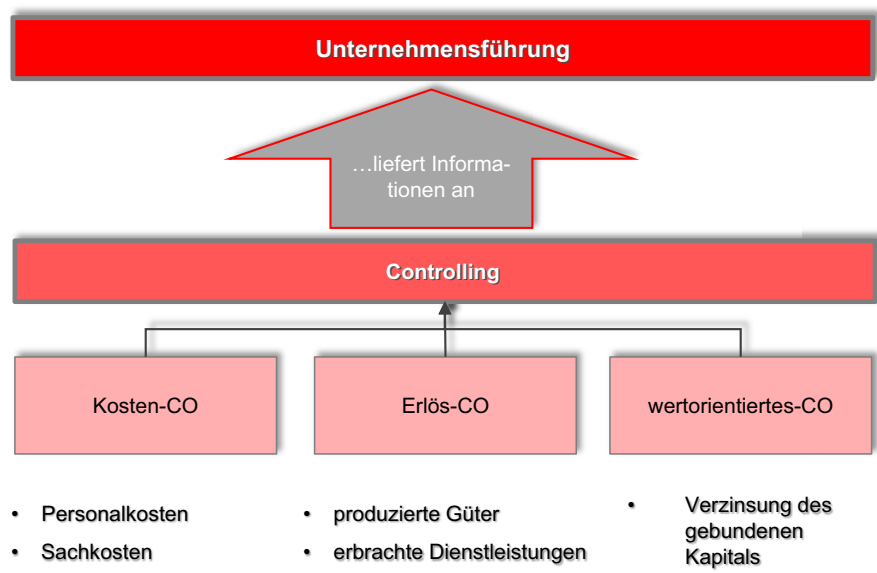 Unternehmensführung
…liefert Informa-
tionen an
Controlling
Kosten-CO
Erlös-CO
wertorientiertes-CO
• Personalkosten
• Sachkosten
• produzierte Güter
• erbrachte Dienstleistungen
• Verzinsung des
gebundenen
Kapitals